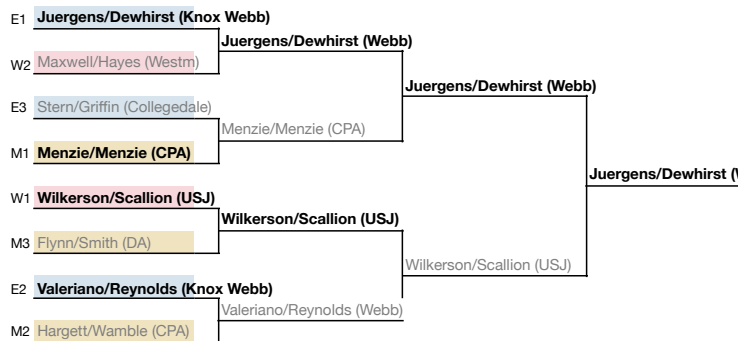 E1 Juergens/Dewhirst (Knox Webb)
Juergens/Dewhirst (Webb)
W2 Maxwell/Hayes (Westm)
Juergens/Dewhirst (Webb)
E3 Stern/Griffin (Collegedale)
Menzie/Menzie (CPA)
M1 Menzie/Menzie (CPA)
Juergens/Dewhirst (W
W1 Wilkerson/Scallion (USJ)
Wilkerson/Scallion (USJ)
M3 Flynn/Smith (DA)
Wilkerson/Scallion (USJ)
E2 Valeriano/Reynolds (Knox Webb)
Valeriano/Reynolds (Webb)
M2 Hargett/Wamble (CPA)